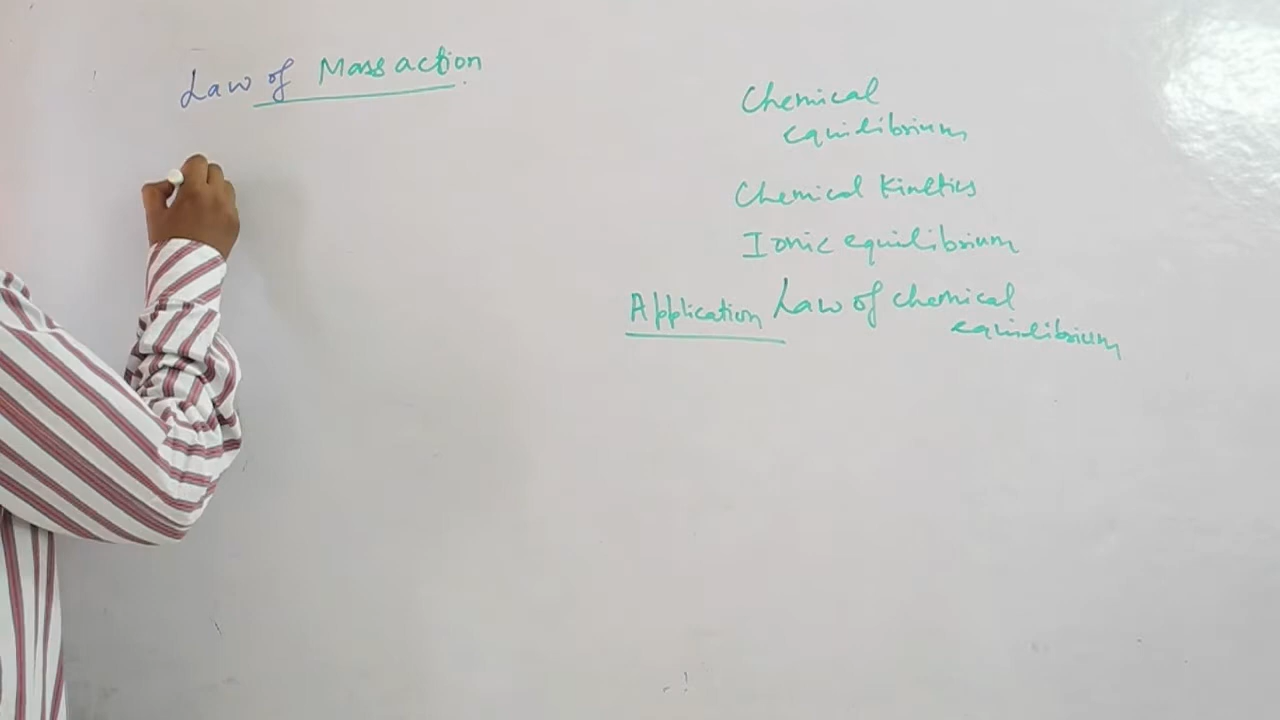 Law of Mass action
Chemical
equilibrium
Chemical Kinetics
Ionic equilibrium
Application Law of chemical
equilibrium